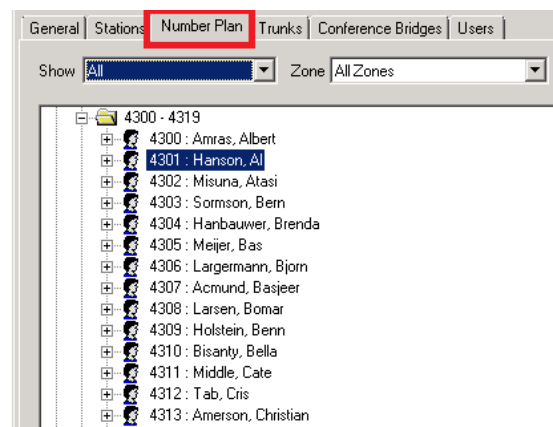 General Stations Number Plan Trunks Conference Bridges Users
Show All Zone All Zones
4300 - 4319
4300 : Amras, Albert
4301 : Hanson, Al
4302 : Misuna, Atasi
4303 : Sormson, Bern
4304 : Hanbauwer, Brenda
4305 : Meijer, Bas
4306 : Largermann, Bjorn
4307 : Acmund, Basjeer
4308 : Larsen, Bomar
4309 : Holstein, Benn
4310 : Bisanty, Bella
4311 : Middle, Cate
4312 : Tab, Cris
4313 : Amerson, Christian